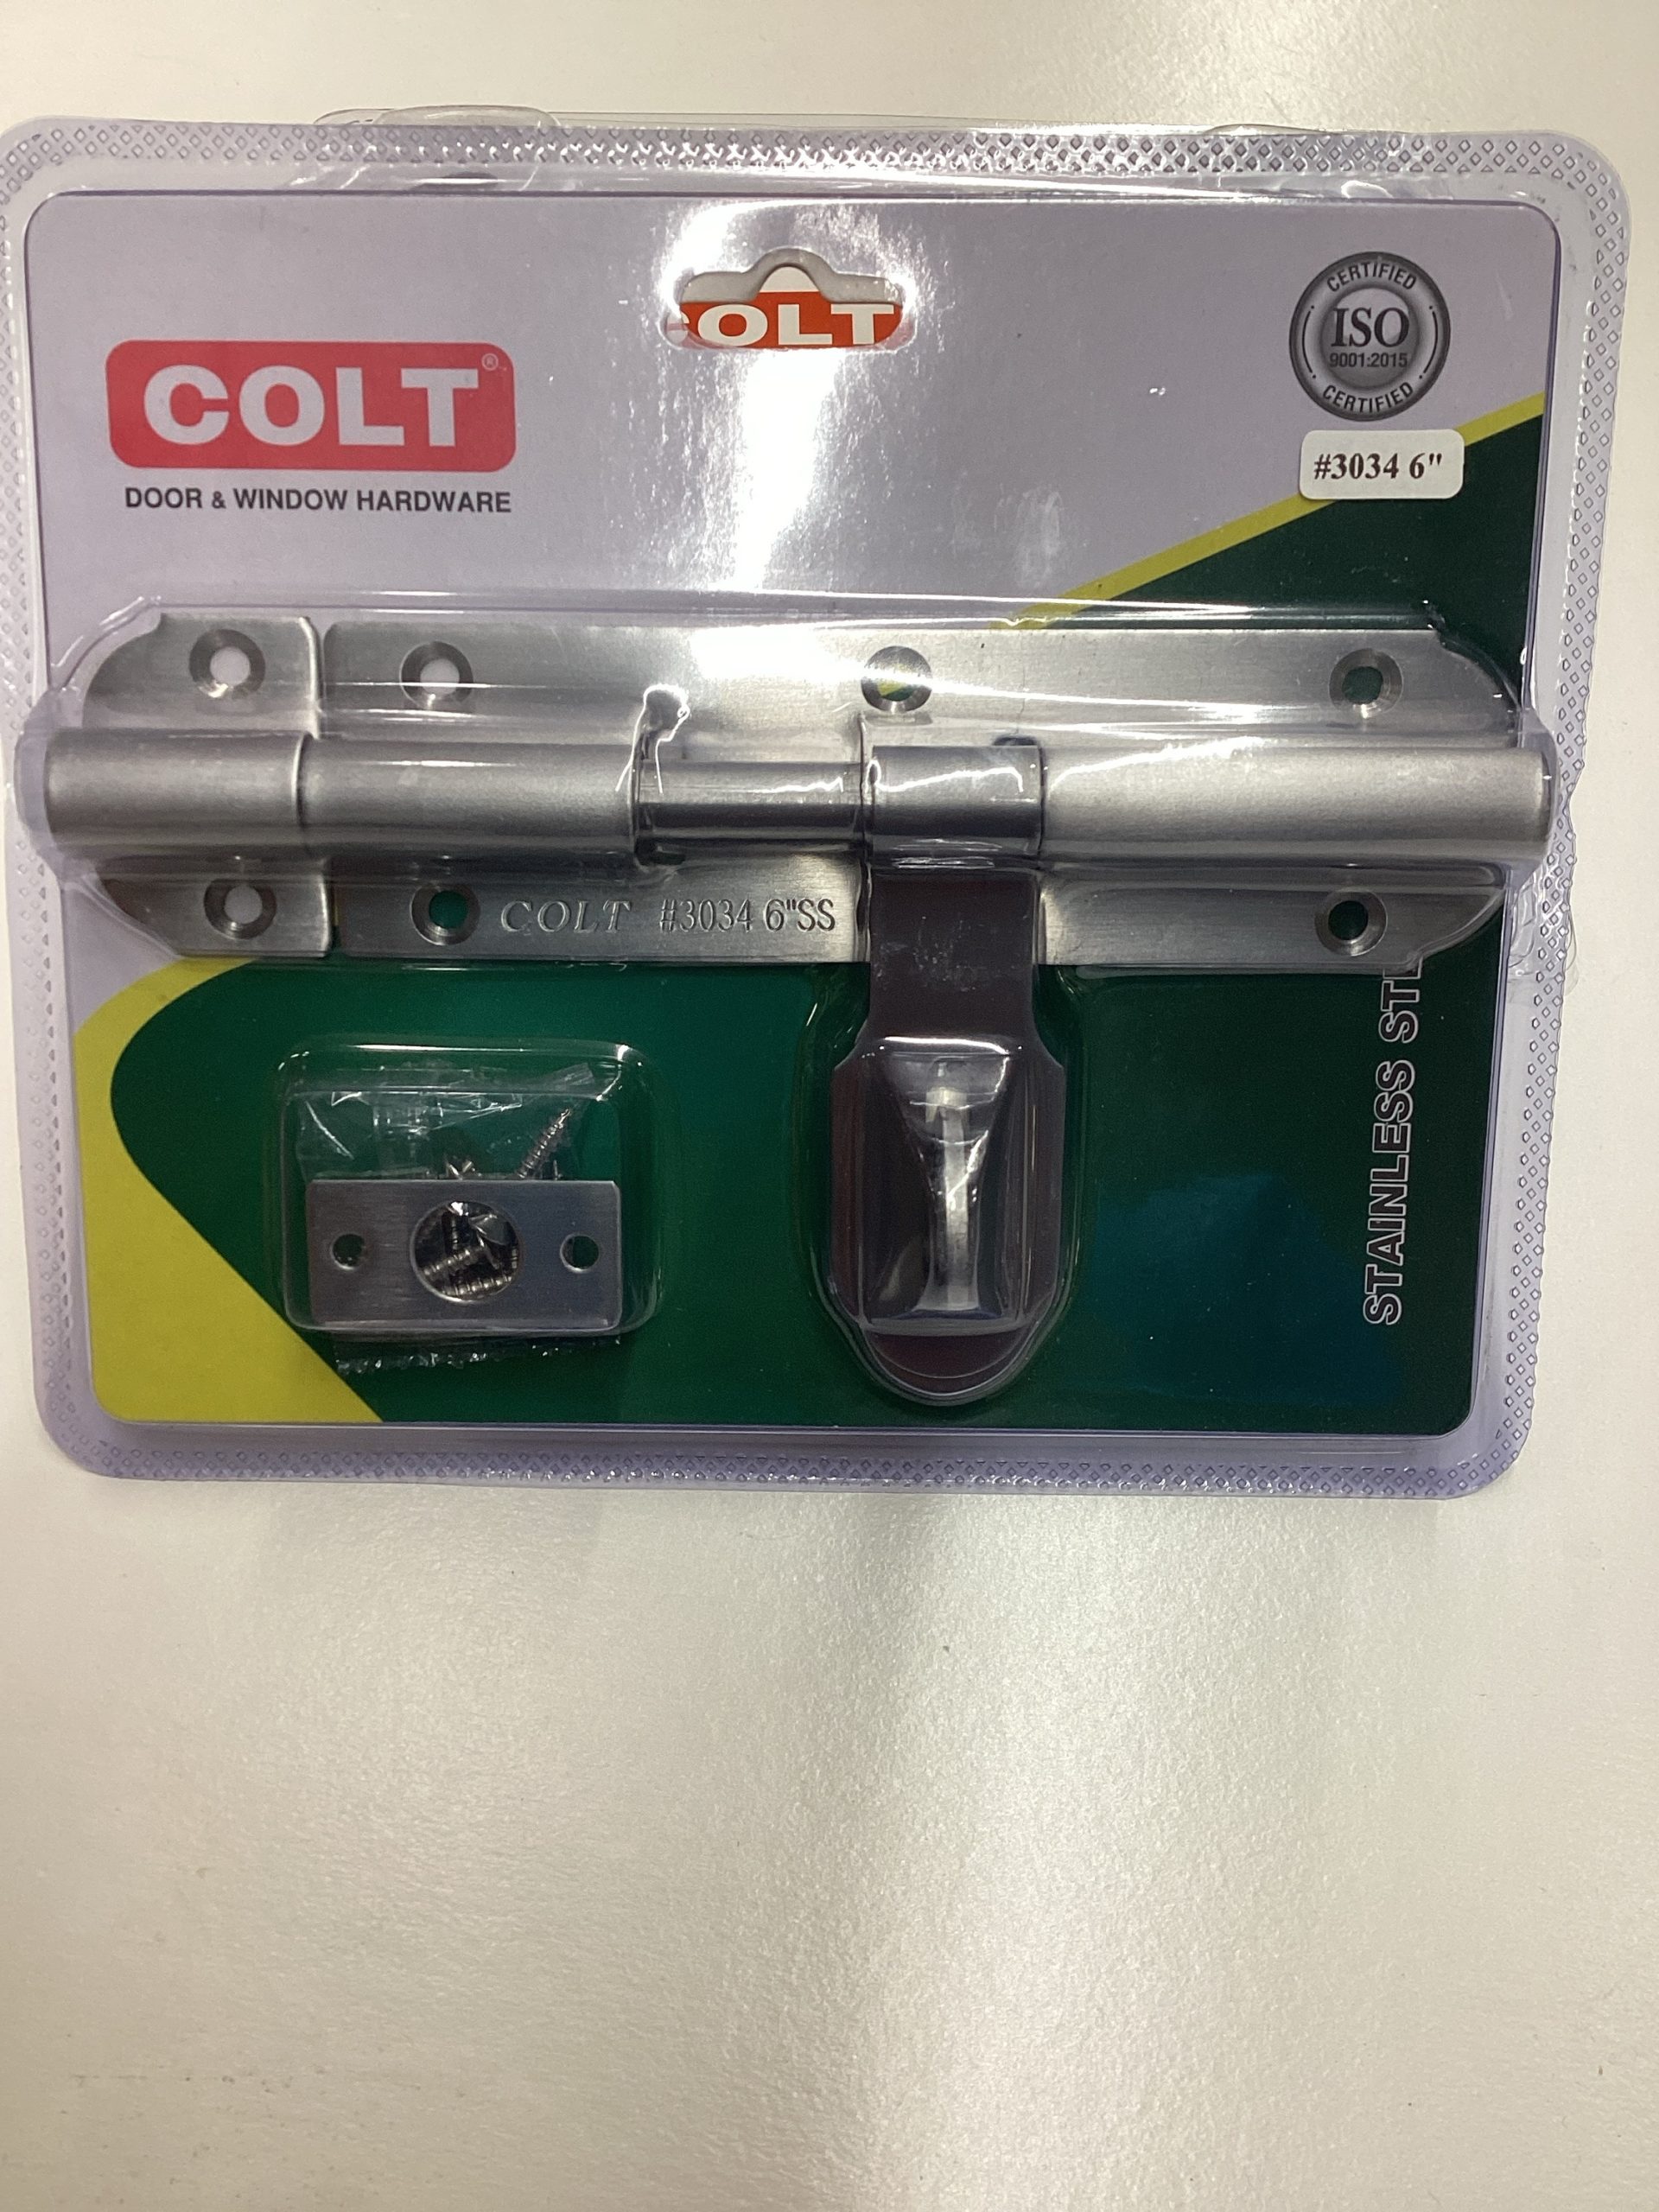 COLT
COLT®
DOOR & WINDOW HARDWARE
CERTIFIED
ISO
9001:2015
CERTIFIED
#3034 6"
COLT #3034 6"SS
STAINLESS